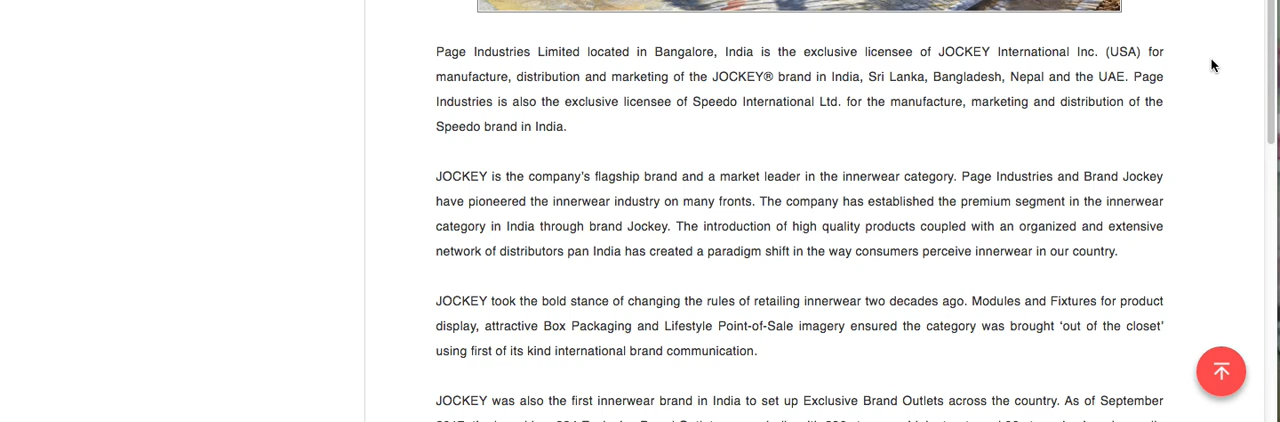 Page Industries Limited located in Bangalore, India is the exclusive licensee of JOCKEY International Inc. (USA) for
manufacture, distribution and marketing of the JOCKEY® brand in India, Sri Lanka, Bangladesh, Nepal and the UAE. Page
Industries is also the exclusive licensee of Speedo International Ltd. for the manufacture, marketing and distribution of the
Speedo brand in India.
JOCKEY is the company's flagship brand and a market leader in the innerwear category. Page Industries and Brand Jockey
have pioneered the innerwear industry on many fronts. The company has established the premium segment in the innerwear
category in India through brand Jockey. The introduction of high quality products coupled with an organized and extensive
network of distributors pan India has created a paradigm shift in the way consumers perceive innerwear in our country.
JOCKEY took the bold stance of changing the rules of retailing innerwear two decades ago. Modules and Fixtures for product
display, attractive Box Packaging and Lifestyle Point-of-Sale imagery ensured the category was brought ‘out of the closet’
using first of its kind international brand communication.
JOCKEY was also the first innerwear brand in India to set up Exclusive Brand Outlets across the country. As of September